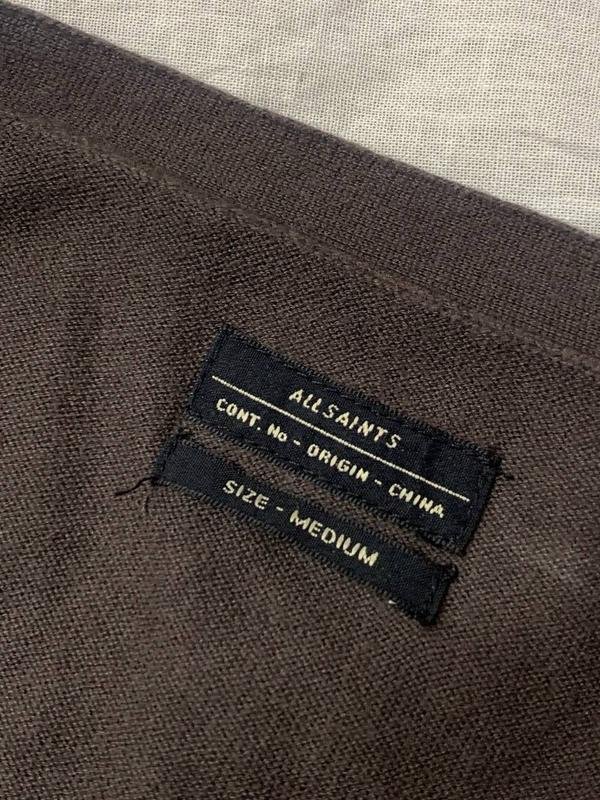 ALLSAINTS
CONT. No - ORIGIN - CHINA
SIZE - MEDIUM